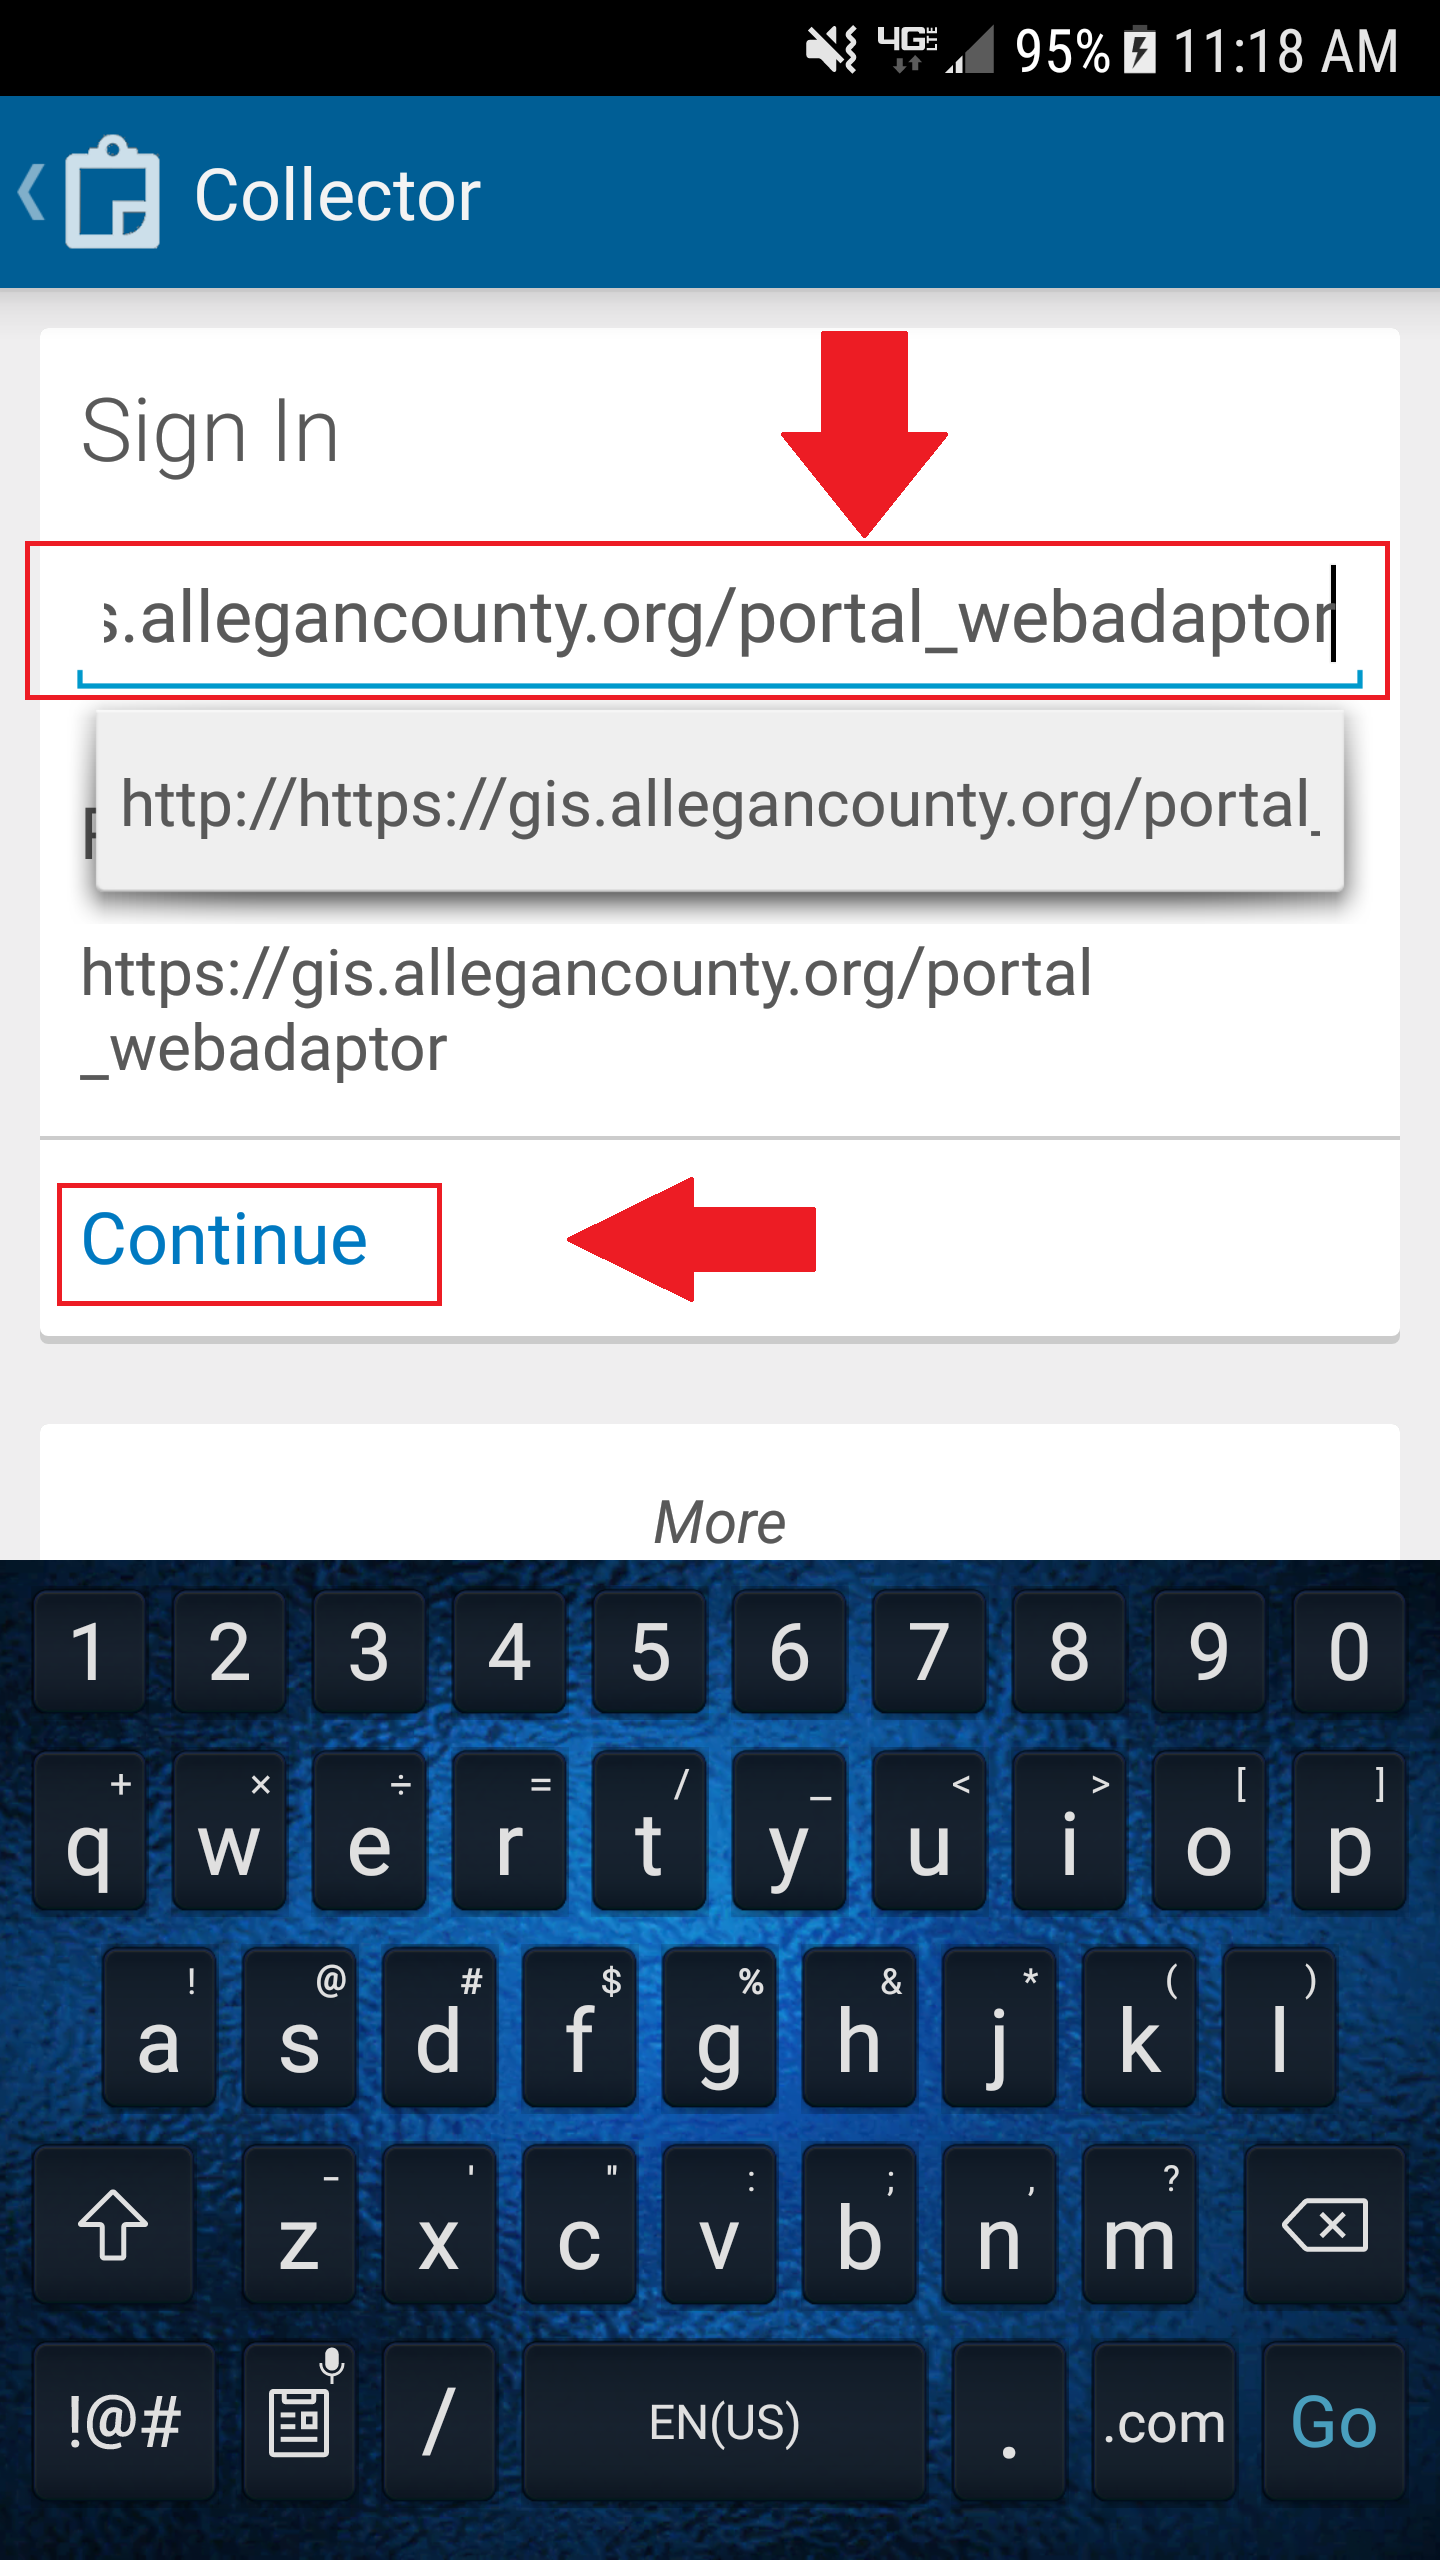 4G LTE 95% 11:18 AM
Collector
Sign In
s.allegancounty.org/portal_webadaptor
http://https://gis.allegancounty.org/portal_
https://gis.allegancounty.org/portal
_webadaptor
Continue
More
1 2 3 4 5 6 7 8 9 0
+ × ÷ = / _ < > [ ]
q w e r t y u i o p
! @ # $ % & * ( )
a s d f g h j k l
- ' " : ; , ?
z x c v b n m
!@# / EN(US) . .com Go